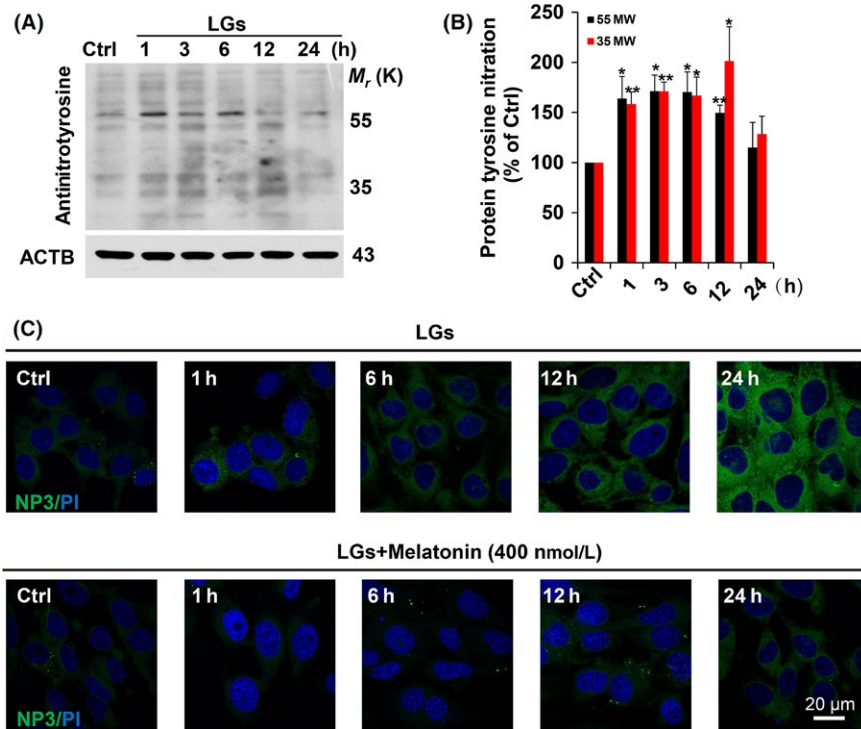 (A)
LGs
Ctrl 1 3 6 12 24 (h)
Mr (K)
Antinitrotyrosine
55
35
ACTB
43
(B)
55 MW
35 MW
Protein tyrosine nitration
(% of Ctrl)
250
200
150
100
50
0
* ** * ** * * ** *
Ctrl 1 3 6 12 24 (h)
(C)
LGs
Ctrl 1 h 6 h 12 h 24 h
NP3/PI
LGs+Melatonin (400 nmol/L)
Ctrl 1 h 6 h 12 h 24 h
NP3/PI
20 µm